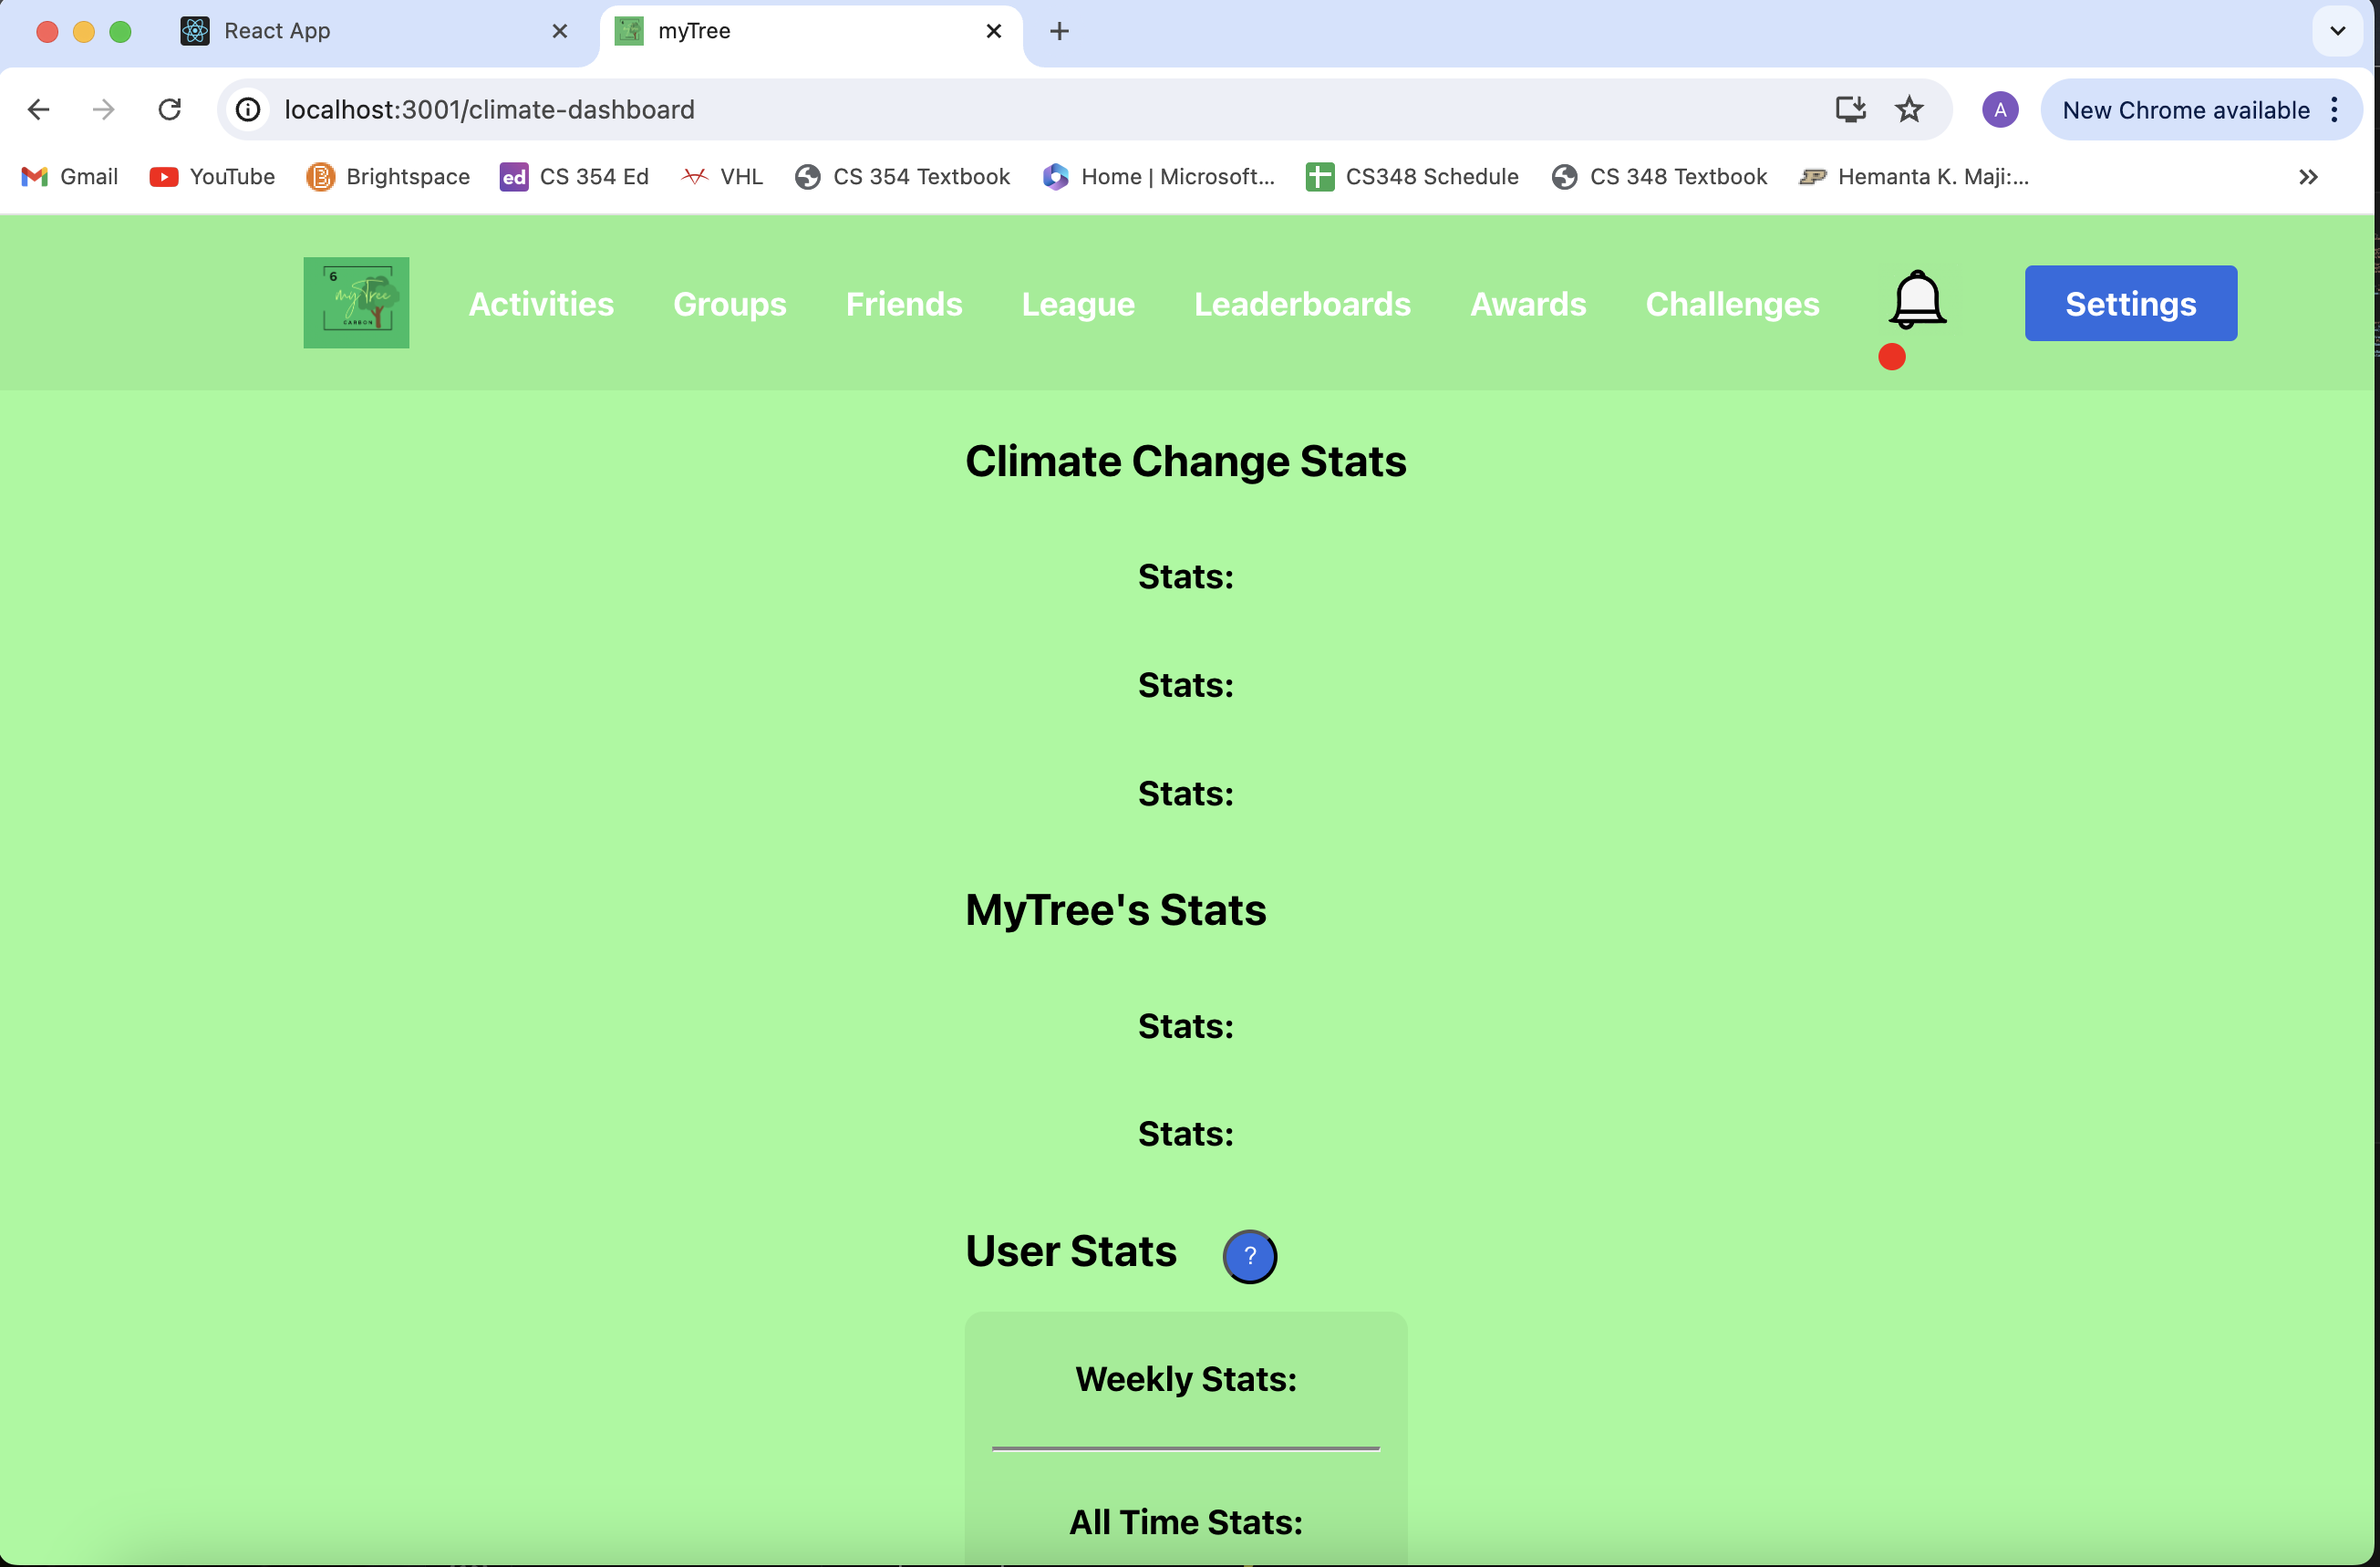 React App
myTree
localhost:3001/climate-dashboard
A
New Chrome available
Gmail
YouTube
Brightspace
ed CS 354 Ed
VHL
CS 354 Textbook
Home | Microsoft...
CS348 Schedule
CS 348 Textbook
Hemanta K. Maji:...
6
myTree
CARBON
Activities
Groups
Friends
League
Leaderboards
Awards
Challenges
Settings
Climate Change Stats
Stats:
Stats:
Stats:
MyTree's Stats
Stats:
Stats:
User Stats ?
Weekly Stats:
All Time Stats: